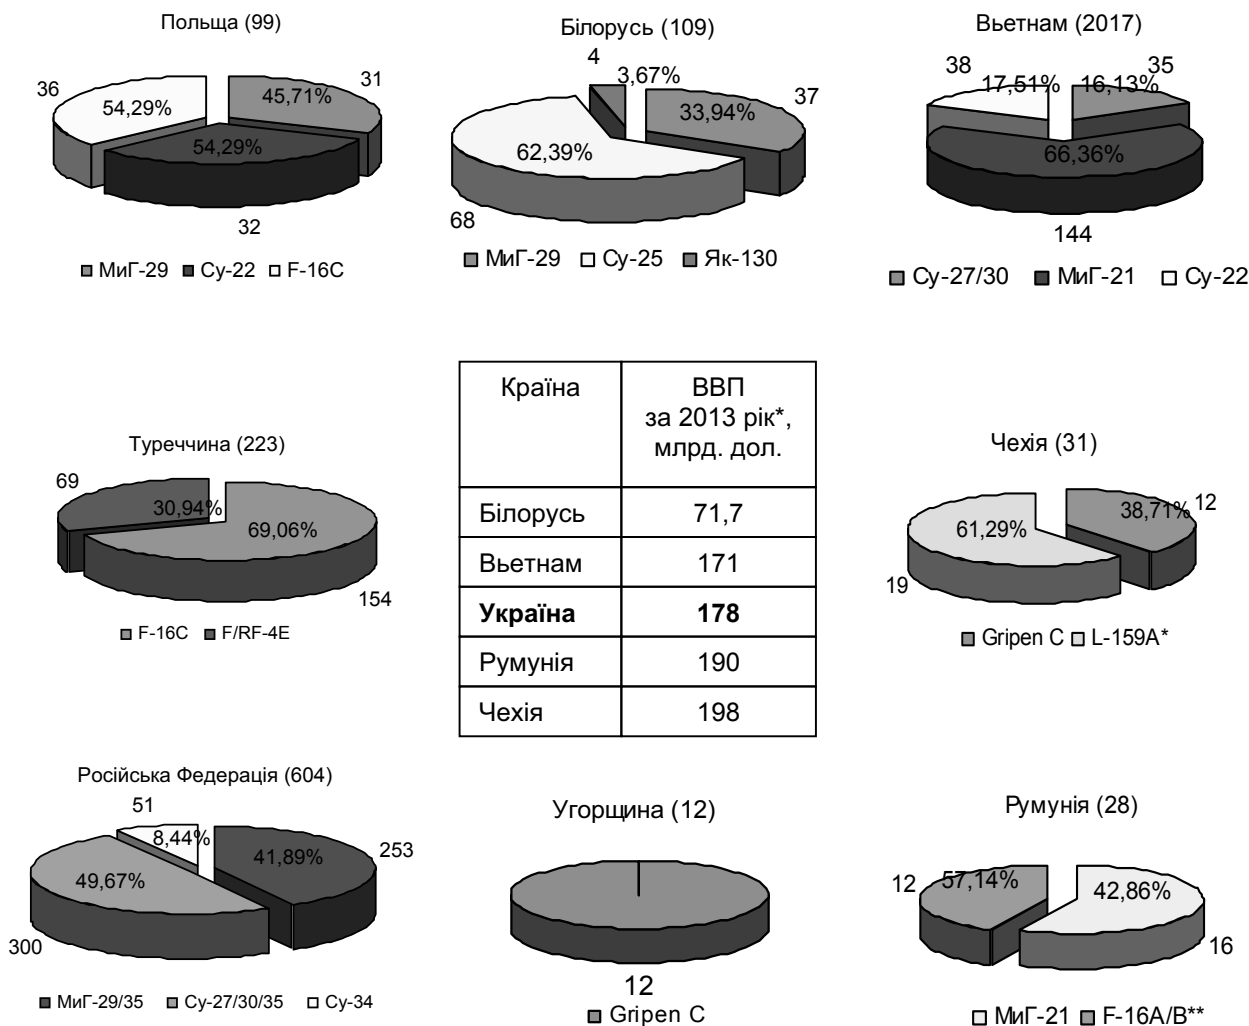 Польща (99)
36
31
54,29%
45,71%
54,29%
32
МиГ-29 Су-22 F-16C
Білорусь (109)
4
3,67%
37
33,94%
62,39%
68
МиГ-29 Су-25 Як-130
Вьетнам (2017)
38
35
17,51%
16,13%
66,36%
144
Су-27/30 МиГ-21 Су-22
Туреччина (223)
69
30,94%
69,06%
154
F-16C F/RF-4E
Країна ВВП
за 2013 рік*,
млрд. дол.
Білорусь 71,7
Вьетнам 171
Україна 178
Румунія 190
Чехія 198
Чехія (31)
38,71% 12
61,29%
19
Gripen C L-159A*
Російська Федерація (604)
51
8,44%
41,89%
253
49,67%
300
МиГ-29/35 Су-27/30/35 Су-34
Угорщина (12)
12
Gripen C
Румунія (28)
12
57,14%
42,86%
16
МиГ-21 F-16A/B**